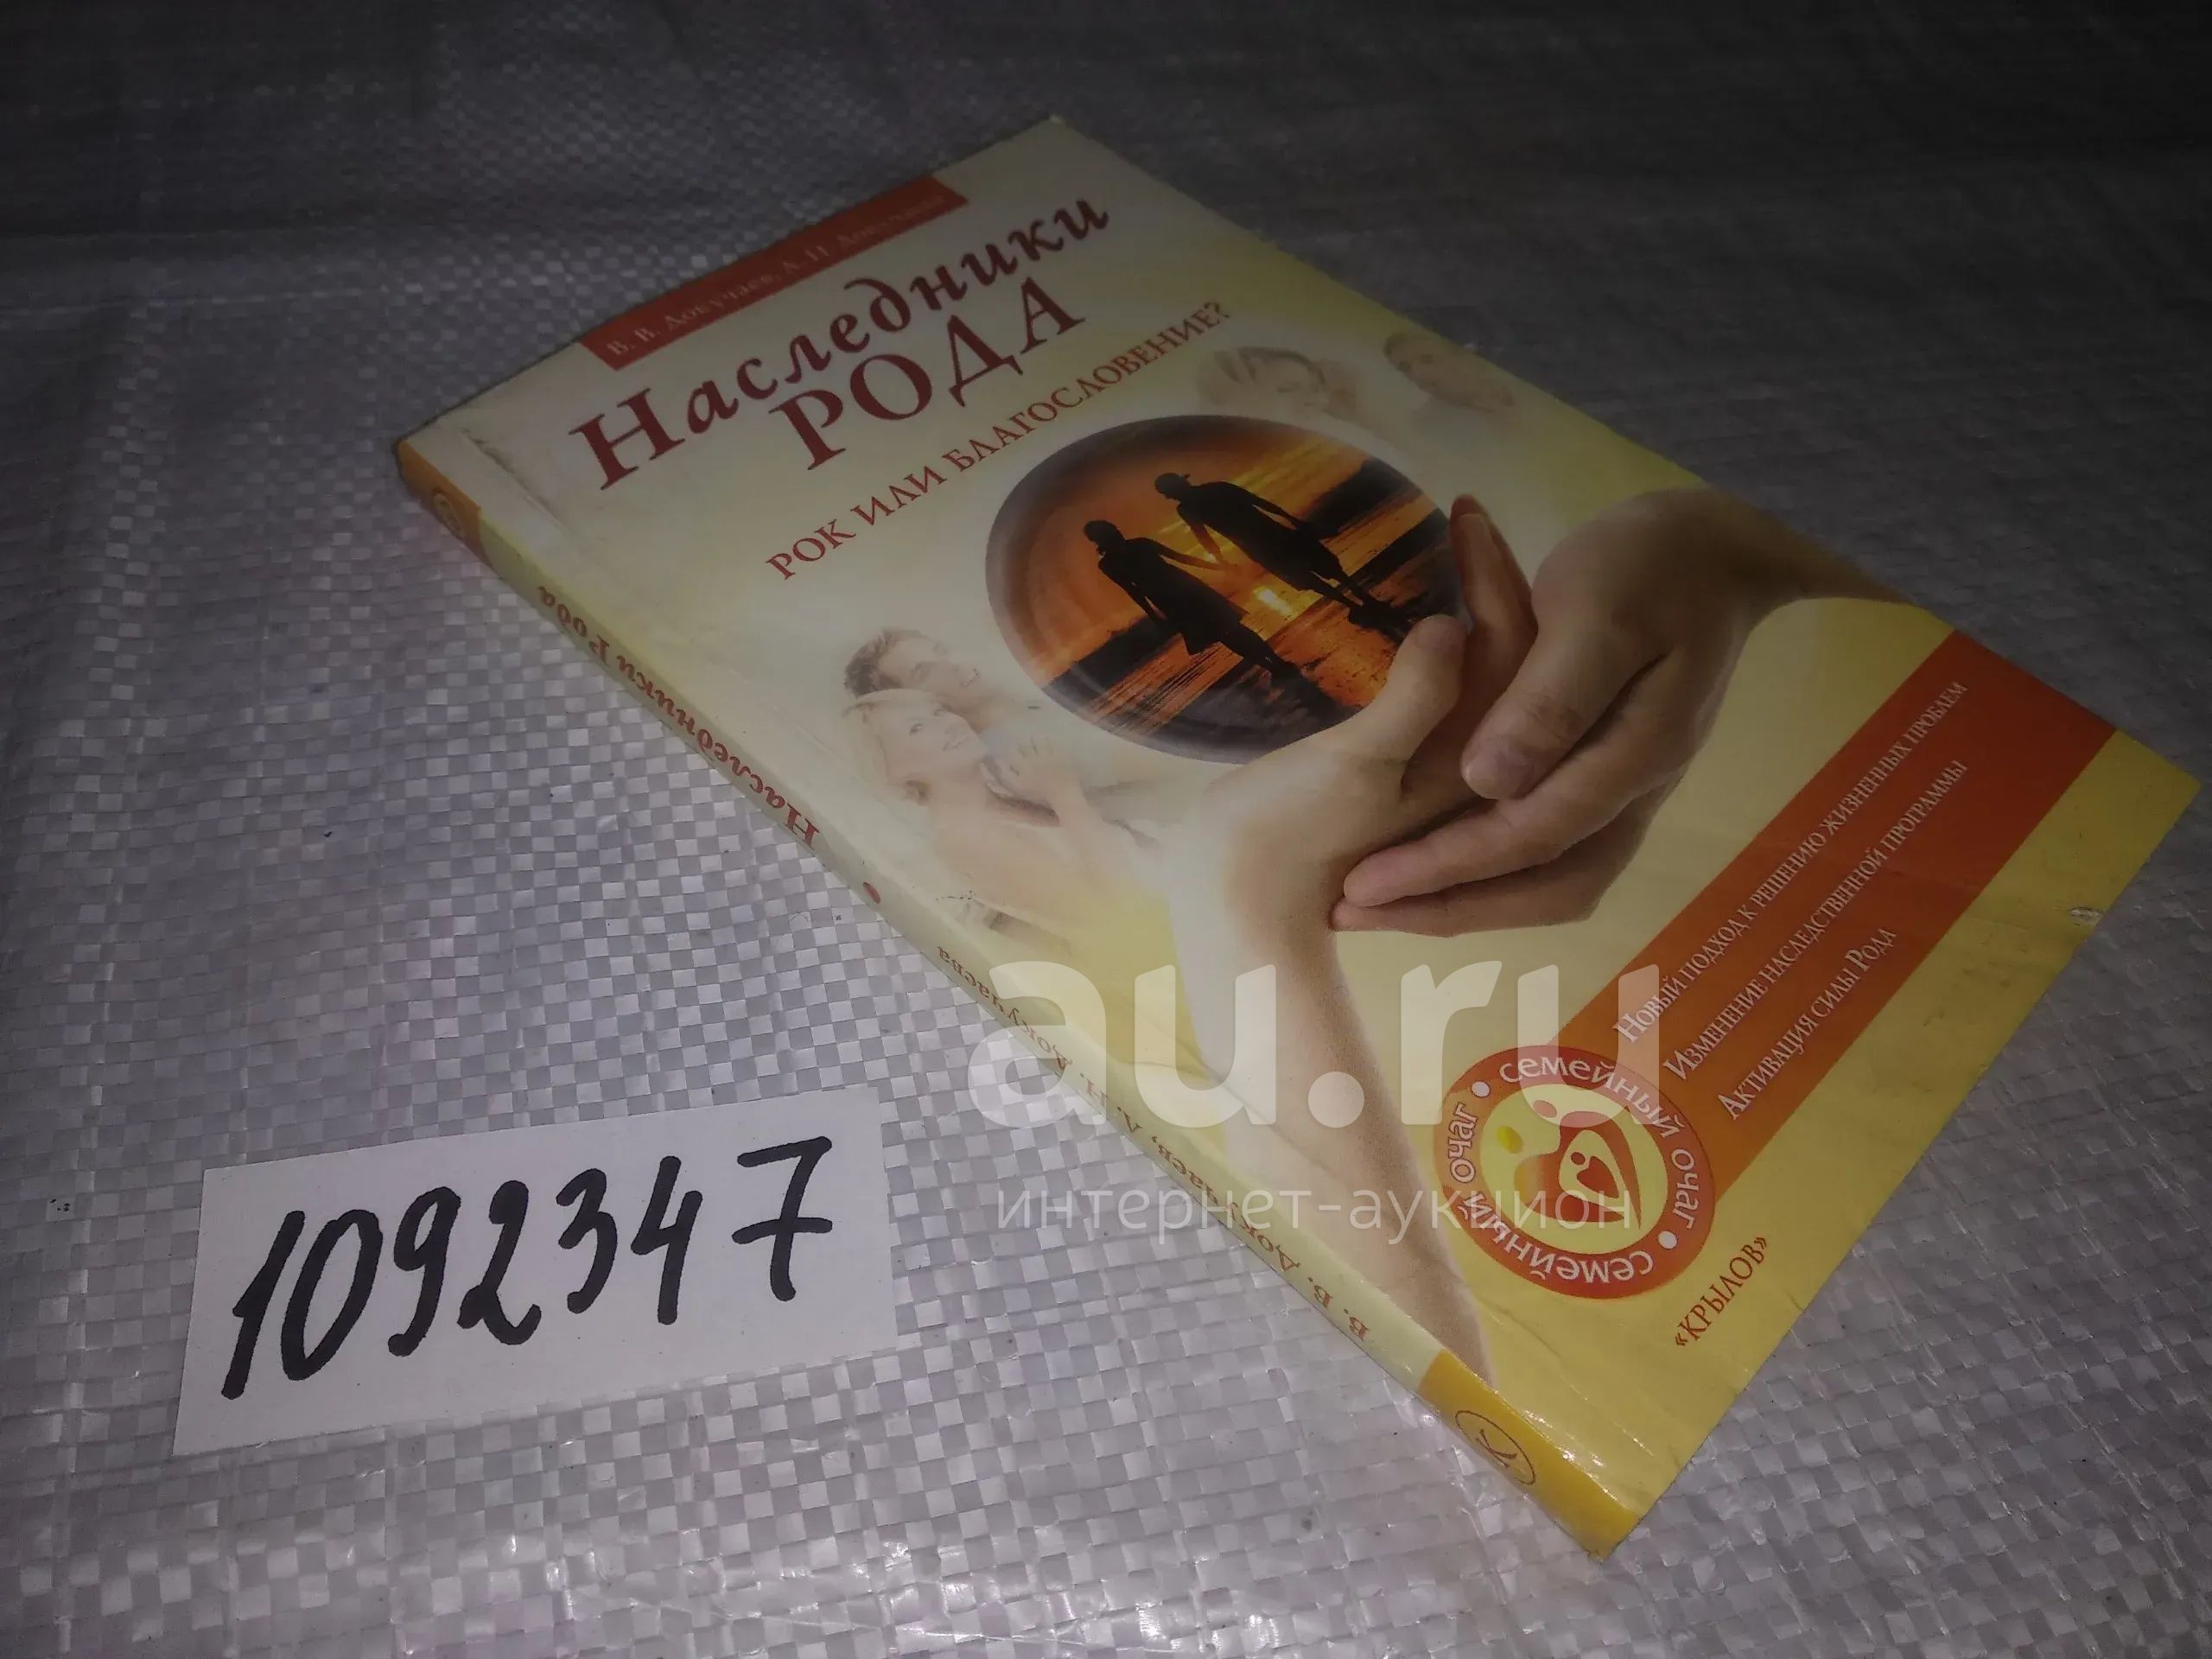 В. В. Докучаев, Л. Н. Докучаева
Наследники
РОДА
РОК ИЛИ БЛАГОСЛОВЕНИЕ?
Новый подход к решению жизненных проблем
Изменение наследственной программы
Активация силы Рода
СЕМЕЙНЫЙ ОЧАГ • СЕМЕЙНЫЙ ОЧАГ •
«КРЫЛОВ»
В. В. Докучаев, Л. Н. Докучаева • Наследники Рода
К
1092347
au.ru
интернет-аукцион